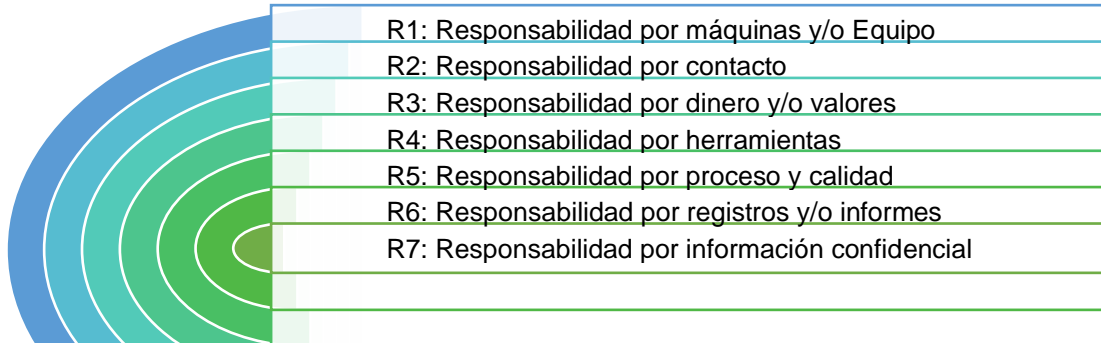 R1: Responsabilidad por máquinas y/o Equipo
R2: Responsabilidad por contacto
R3: Responsabilidad por dinero y/o valores
R4: Responsabilidad por herramientas
R5: Responsabilidad por proceso y calidad
R6: Responsabilidad por registros y/o informes
R7: Responsabilidad por información confidencial